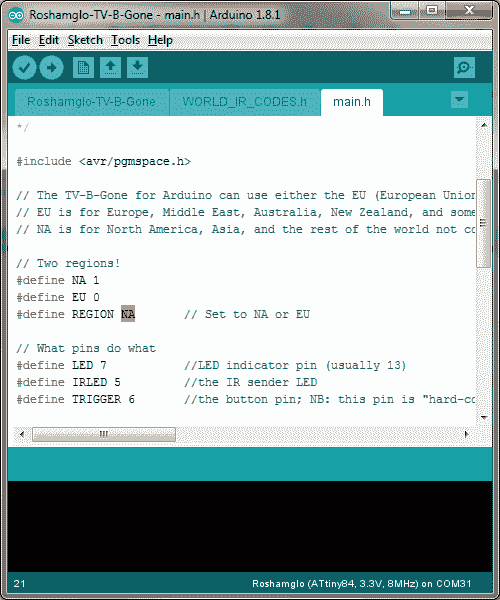 Roshamglo-TV-B-Gone - main.h | Arduino 1.8.1
File Edit Sketch Tools Help
Roshamglo-TV-B-Gone WORLD_IR_CODES.h main.h
*/
#include <avr/pgmspace.h>
// The TV-B-Gone for Arduino can use either the EU (European Union
// EU is for Europe, Middle East, Australia, New Zealand, and some
// NA is for North America, Asia, and the rest of the world not co
// Two regions!
#define NA 1
#define EU 0
#define REGION NA // Set to NA or EU
// What pins do what
#define LED 7 //LED indicator pin (usually 13)
#define IRLED 5 //the IR sender LED
#define TRIGGER 6 //the button pin; NB: this pin is "hard-co
21 Roshamglo (ATtiny84, 3.3V, 8MHz) on COM31